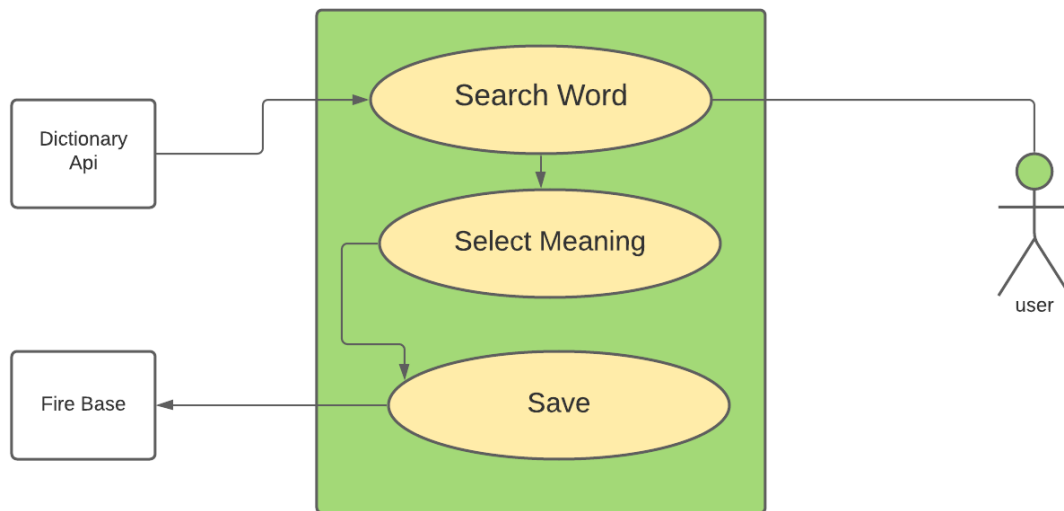 Search Word
Dictionary
Api
Select Meaning
user
Save
Fire Base